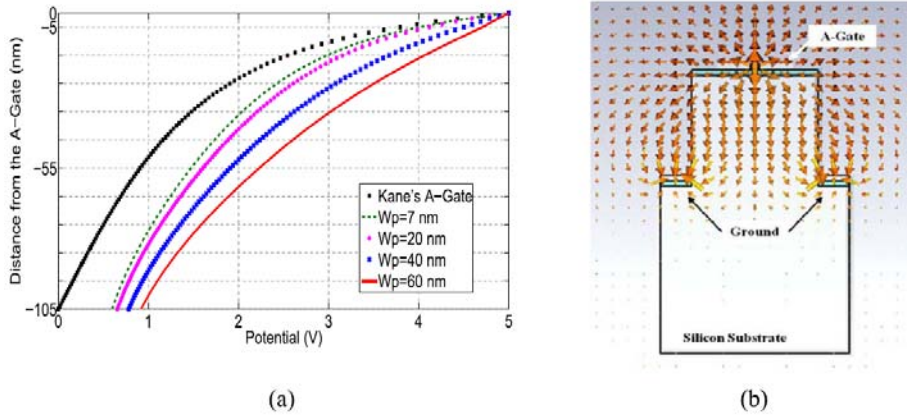 0
−5
−55
−105
Distance from the A−Gate (nm)
Kane's A−Gate
Wp=7 nm
Wp=20 nm
Wp=40 nm
Wp=60 nm
0 1 2 3 4 5
Potential (V)
(a)
A-Gate
Ground
Silicon Substrate
(b)